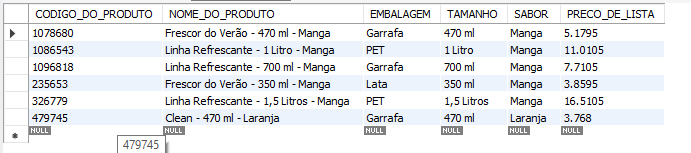 CODIGO_DO_PRODUTO NOME_DO_PRODUTO EMBALAGEM TAMANHO SABOR PRECO_DE_LISTA
1078680 Frescor do Verão - 470 ml - Manga Garrafa 470 ml Manga 5.1795
1086543 Linha Refrescante - 1 Litro - Manga PET 1 Litro Manga 11.0105
1096818 Linha Refrescante - 700 ml - Manga Garrafa 700 ml Manga 7.7105
235653 Frescor do Verão - 350 ml - Manga Lata 350 ml Manga 3.8595
326779 Linha Refrescante - 1,5 Litros - Manga PET 1,5 Litros Manga 16.5105
479745 Clean - 470 ml - Laranja Garrafa 470 ml Laranja 3.768
NULL NULL NULL NULL NULL NULL
479745